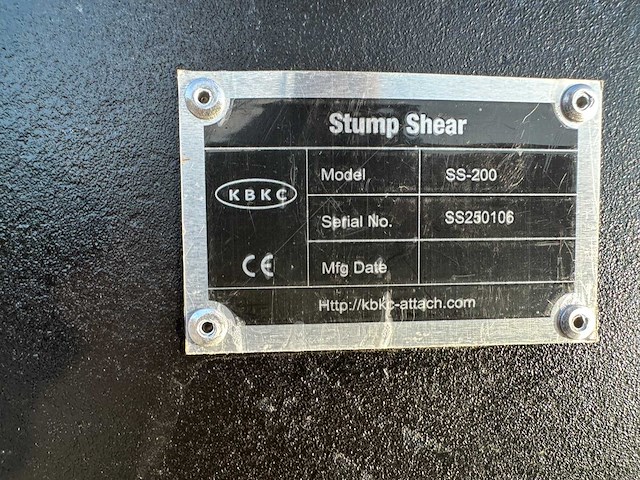 Stump Shear
KBKC
Model SS-200
Serial No. SS250106
CE
Mfg Date
Http://kbkc-attach.com